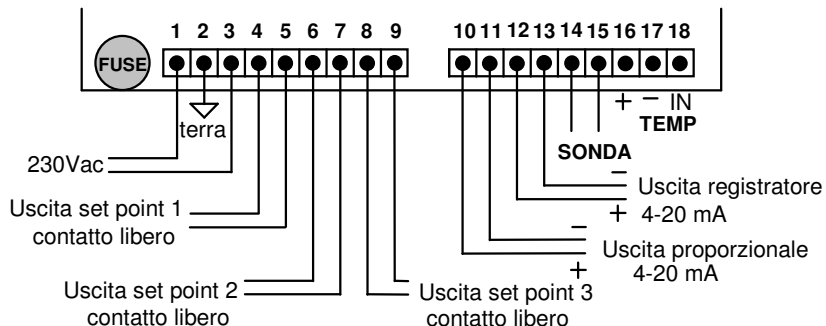 1 2 3 4 5 6 7 8 9 10 11 12 13 14 15 16 17 18
FUSE
+ - IN
TEMP
terra
SONDA
230Vac
- Uscita registratore
+ 4-20 mA
Uscita set point 1
contatto libero
- Uscita proporzionale
+ 4-20 mA
Uscita set point 2
contatto libero
Uscita set point 3
contatto libero